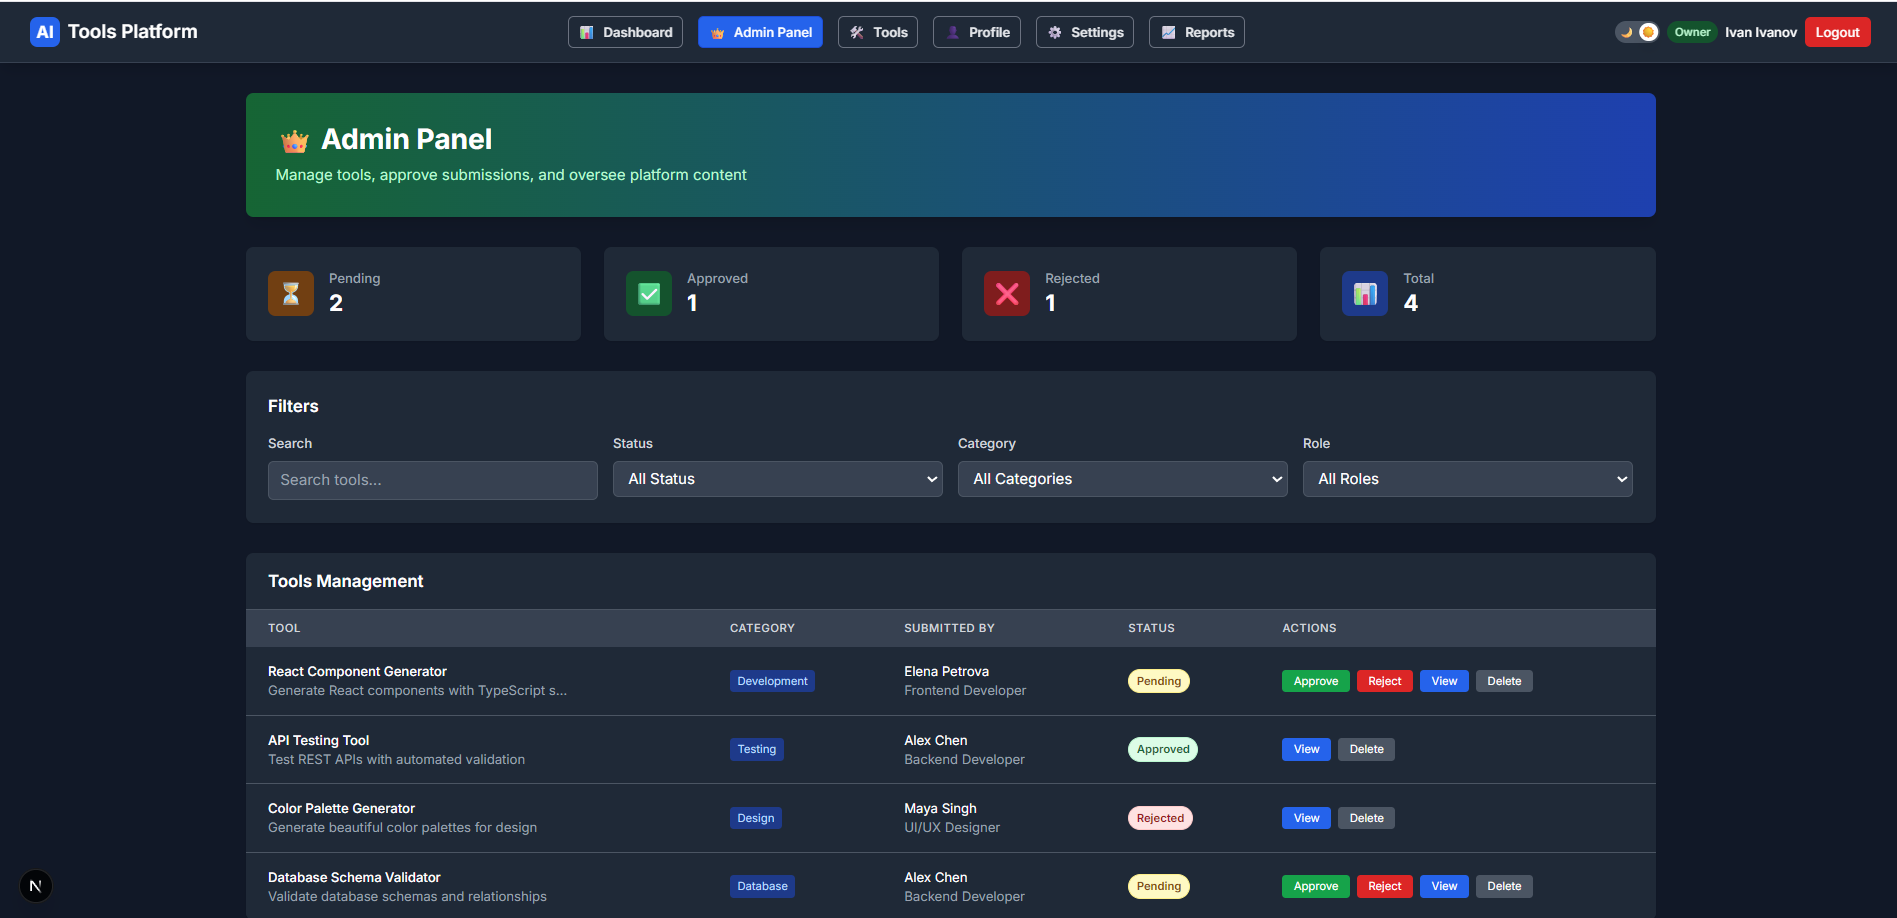 AI Tools Platform
Dashboard
Admin Panel
Tools
Profile
Settings
Reports
Owner
Ivan Ivanov
Logout
Admin Panel
Manage tools, approve submissions, and oversee platform content
Pending
2
Approved
1
Rejected
1
Total
4
Filters
Search
Search tools...
Status
All Status
Category
All Categories
Role
All Roles
Tools Management
TOOL CATEGORY SUBMITTED BY STATUS ACTIONS
React Component Generator
Generate React components with TypeScript s...
Development
Elena Petrova
Frontend Developer
Pending
Approve Reject View Delete
API Testing Tool
Test REST APIs with automated validation
Testing
Alex Chen
Backend Developer
Approved
View Delete
Color Palette Generator
Generate beautiful color palettes for design
Design
Maya Singh
UI/UX Designer
Rejected
View Delete
Database Schema Validator
Validate database schemas and relationships
Database
Alex Chen
Backend Developer
Pending
Approve Reject View Delete
N